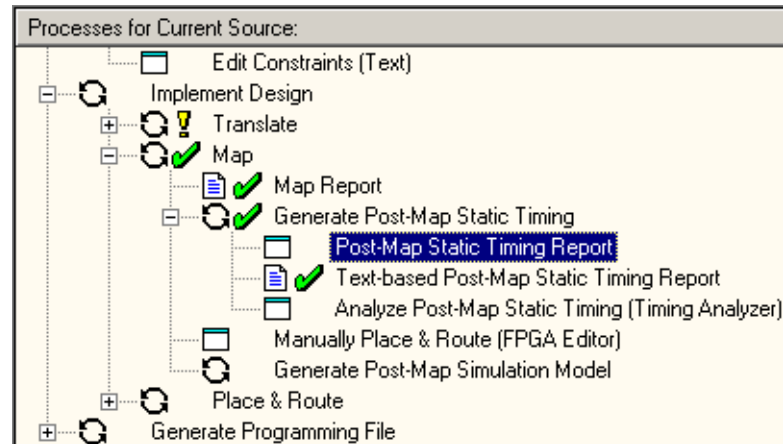 Processes for Current Source:
Edit Constraints (Text)
Implement Design
Translate
Map
Map Report
Generate Post-Map Static Timing
Post-Map Static Timing Report
Text-based Post-Map Static Timing Report
Analyze Post-Map Static Timing (Timing Analyzer)
Manually Place & Route (FPGA Editor)
Generate Post-Map Simulation Model
Place & Route
Generate Programming File